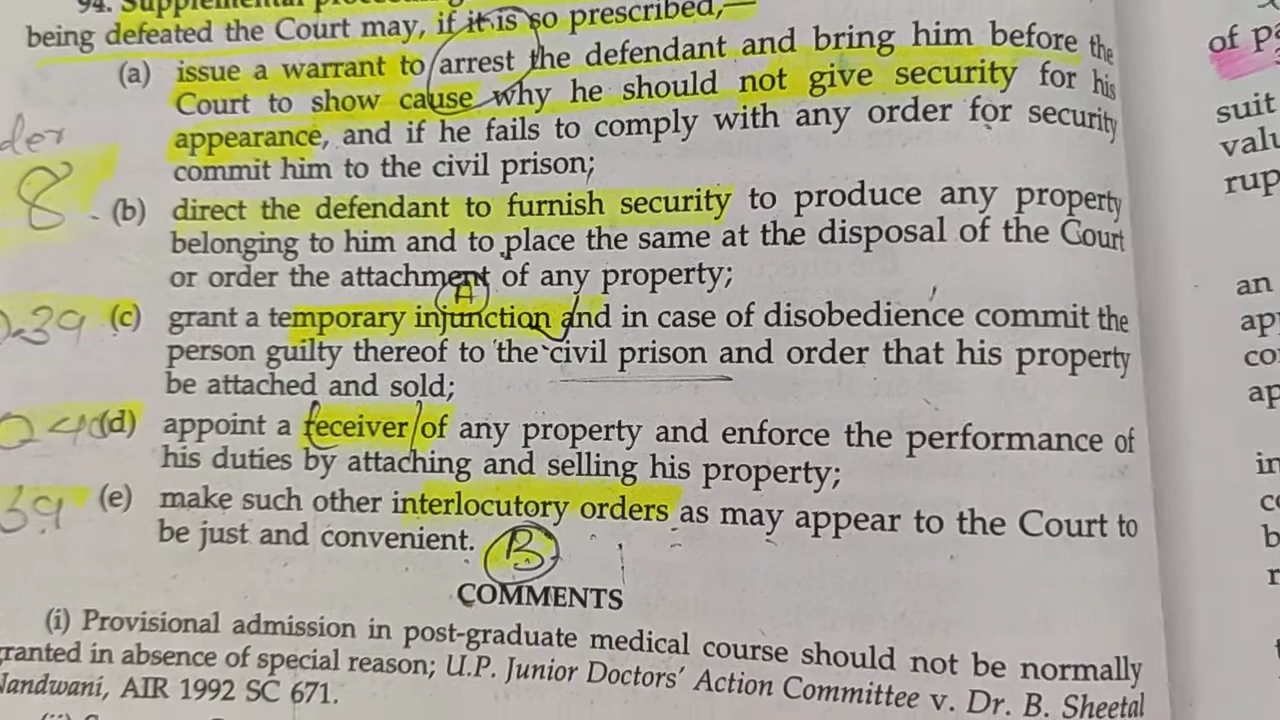 94. Supplemental
being defeated the Court may, if it is so prescribed,—
(a) issue a warrant to arrest the defendant and bring him before the
Court to show cause why he should not give security for his
appearance, and if he fails to comply with any order for security
commit him to the civil prison;
8
(b) direct the defendant to furnish security to produce any property
belonging to him and to place the same at the disposal of the Court
or order the attachment of any property;
A
39 (c) grant a temporary injunction and in case of disobedience commit the
person guilty thereof to the civil prison and order that his property
be attached and sold;
(d) appoint a receiver of any property and enforce the performance of
his duties by attaching and selling his property;
39 (e) make such other interlocutory orders as may appear to the Court to
be just and convenient.
B
COMMENTS
(i) Provisional admission in post-graduate medical course should not be normally
granted in absence of special reason; U.P. Junior Doctors' Action Committee v. Dr. B. Sheetal
Nandwani, AIR 1992 SC 671.
of
suit
an